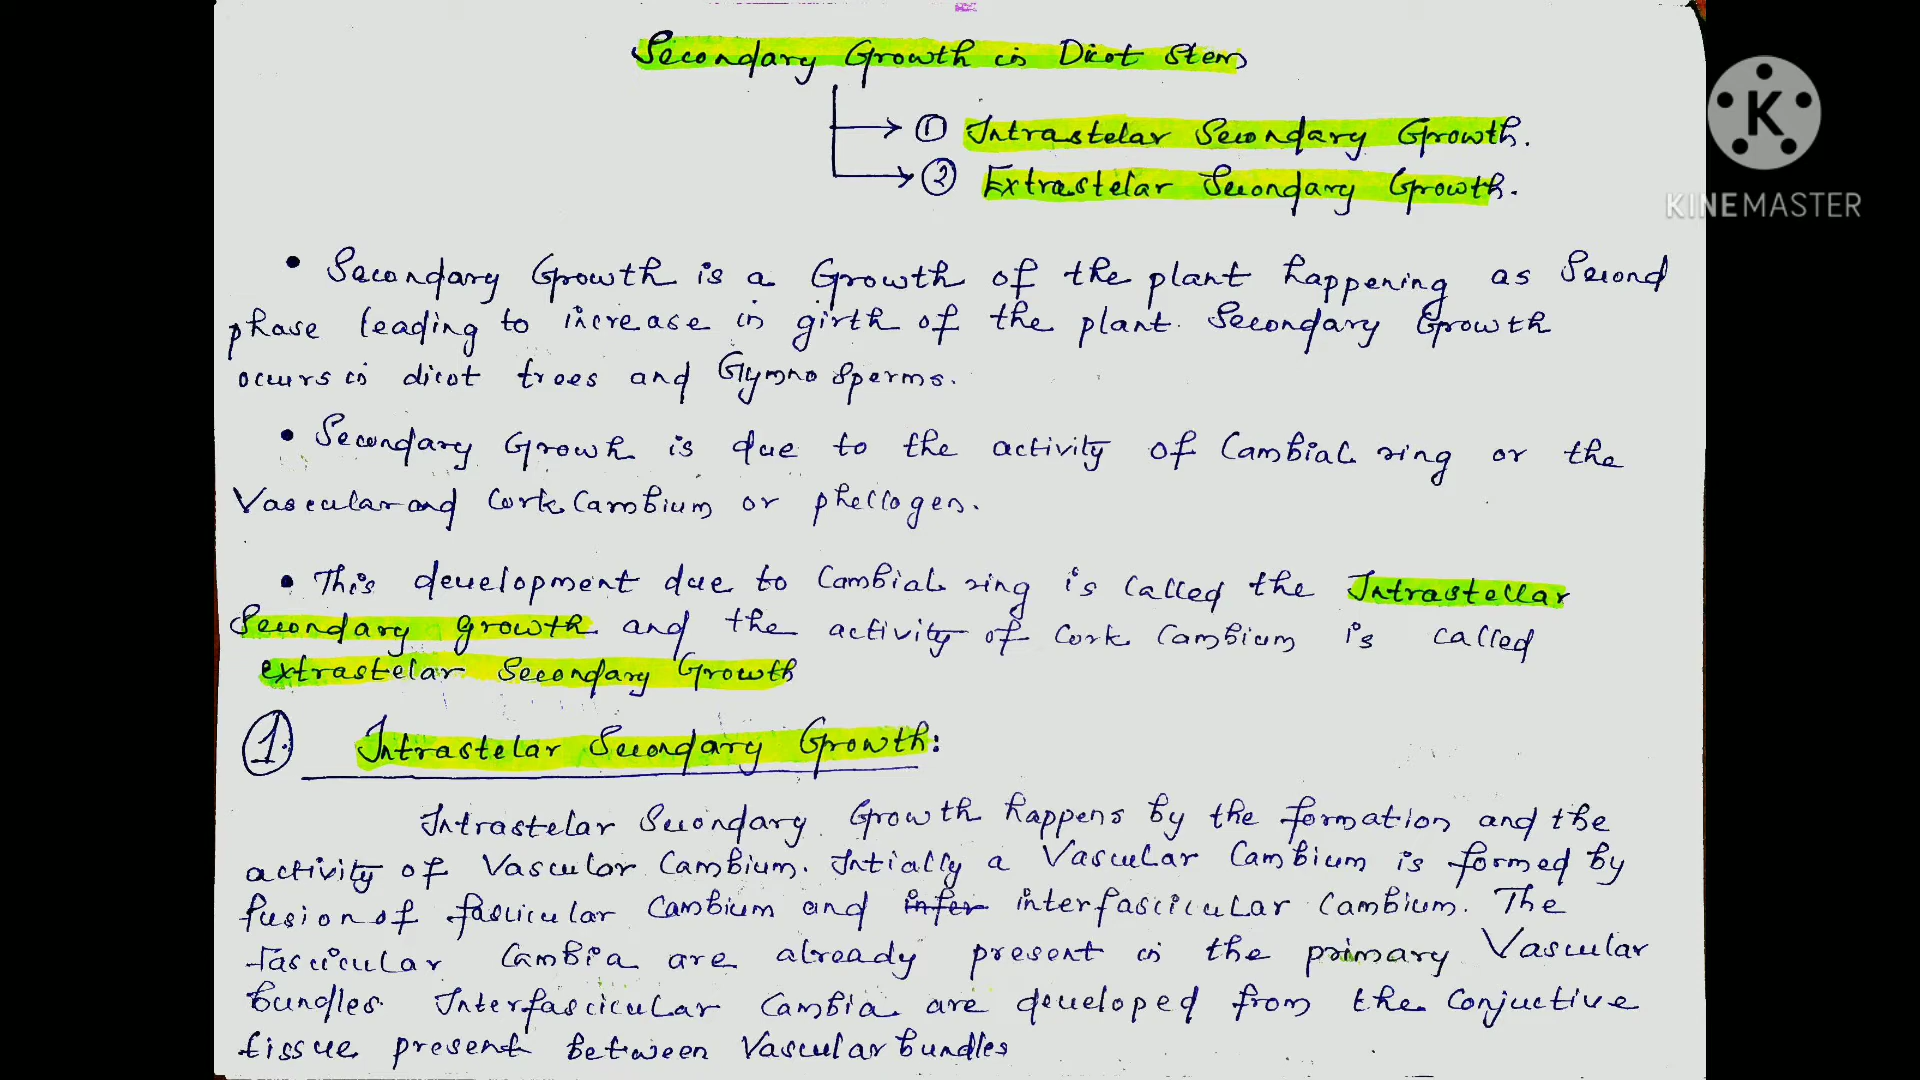 Secondary Growth in Dicot Stem
① Intrastelar Secondary Growth.
② Extrastelar Secondary Growth.
K
KINEMASTER
• Secondary Growth is a Growth of the plant happening as Second
phase leading to increase in girth of the plant. Secondary Growth
occurs in dicot trees and Gymnosperms.
• Secondary Growth is due to the activity of Cambial ring or the
Vascular and Cork Cambium or phellogen.
• This development due to Cambial ring is called the Intrastellar
Secondary growth and the activity of Cork Cambium is called
extrastelar Secondary Growth
1. Intrastelar Secondary Growth:
Intrastelar Secondary Growth happens by the formation and the
activity of Vascular Cambium. Intially a Vascular Cambium is formed by
fusion of fascicular Cambium and infer interfascicular Cambium. The
Fascicular Cambia are already present in the primary Vascular
bundles. Interfascicular Cambia are developed from the Conjuctive
tissue present between Vascular bundles